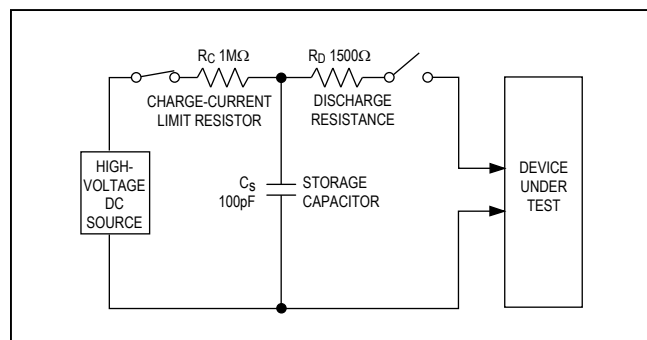 RC 1MΩ
CHARGE-CURRENT
LIMIT RESISTOR
RD 1500Ω
DISCHARGE
RESISTANCE
HIGH-
VOLTAGE
DC
SOURCE
CS
100pF
STORAGE
CAPACITOR
DEVICE
UNDER
TEST